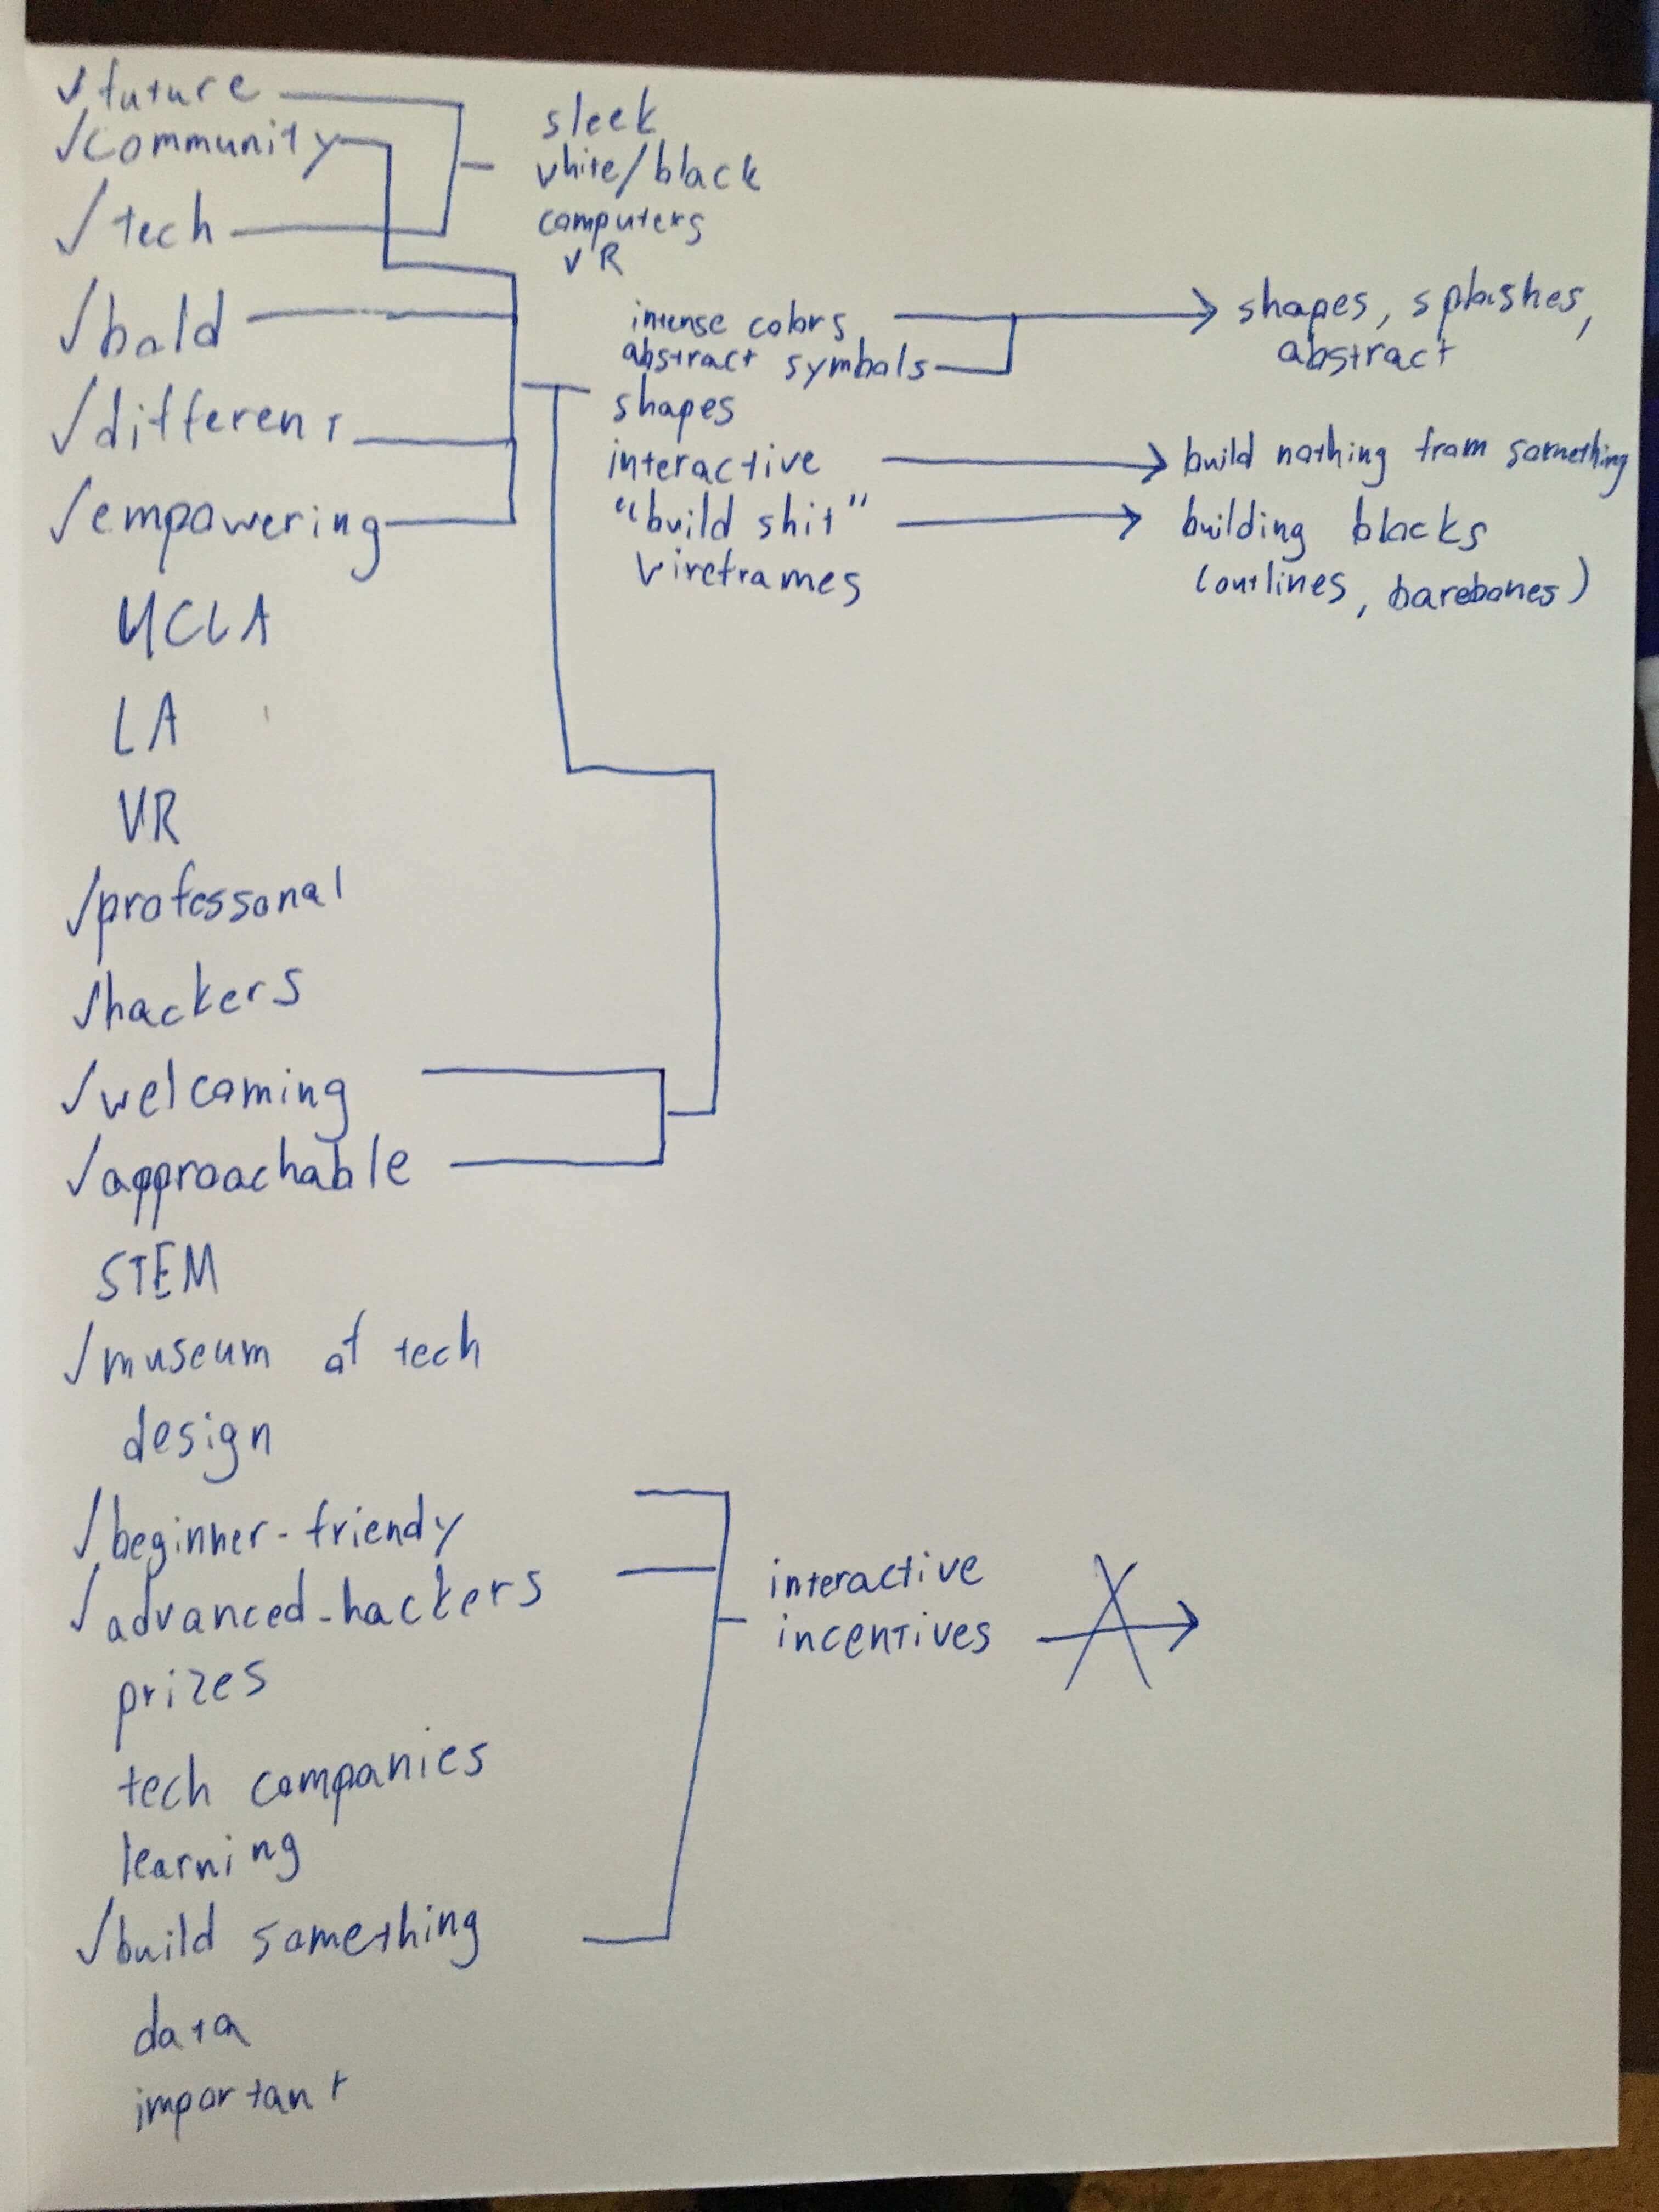 ✓future
✓community
✓tech
✓bold
✓different
✓empowering
UCLA
LA
VR
✓professonal
✓hackers
✓welcoming
✓approachable
STEM
✓museum of tech
design
✓beginner-friendy
✓advanced-hackers
prizes
tech companies
learning
✓build something
data
important
sleek
white/black
computers
VR
intense colors
abstract symbols
shapes
interactive
"build shit"
wireframes
shapes, splashes,
abstract
build nothing from something
building blocks
(outlines, barebones)
interactive
incentives